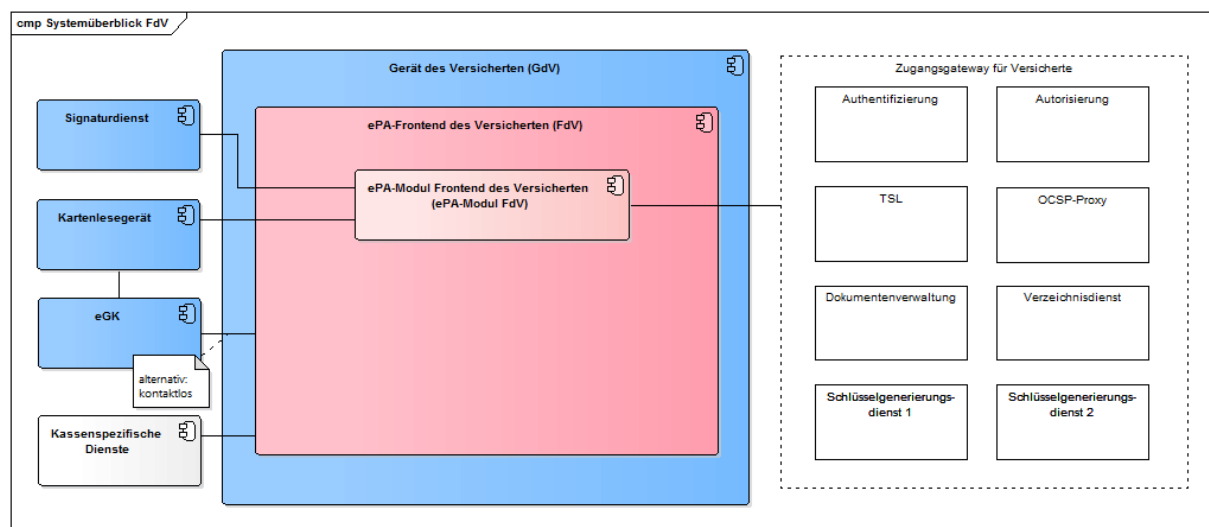 cmp Systemüberblick FdV
Signaturdienst
Kartenlesegerät
eGK
alternativ:
kontaktlos
Kassenspezifische
Dienste
Gerät des Versicherten (GdV)
ePA-Frontend des Versicherten (FdV)
ePA-Modul Frontend des Versicherten
(ePA-Modul FdV)
Zugangsgateway für Versicherte
Authentifizierung
Autorisierung
TSL
OCSP-Proxy
Dokumentenverwaltung
Verzeichnisdienst
Schlüsselgenerierungs-
dienst 1
Schlüsselgenerierungs-
dienst 2